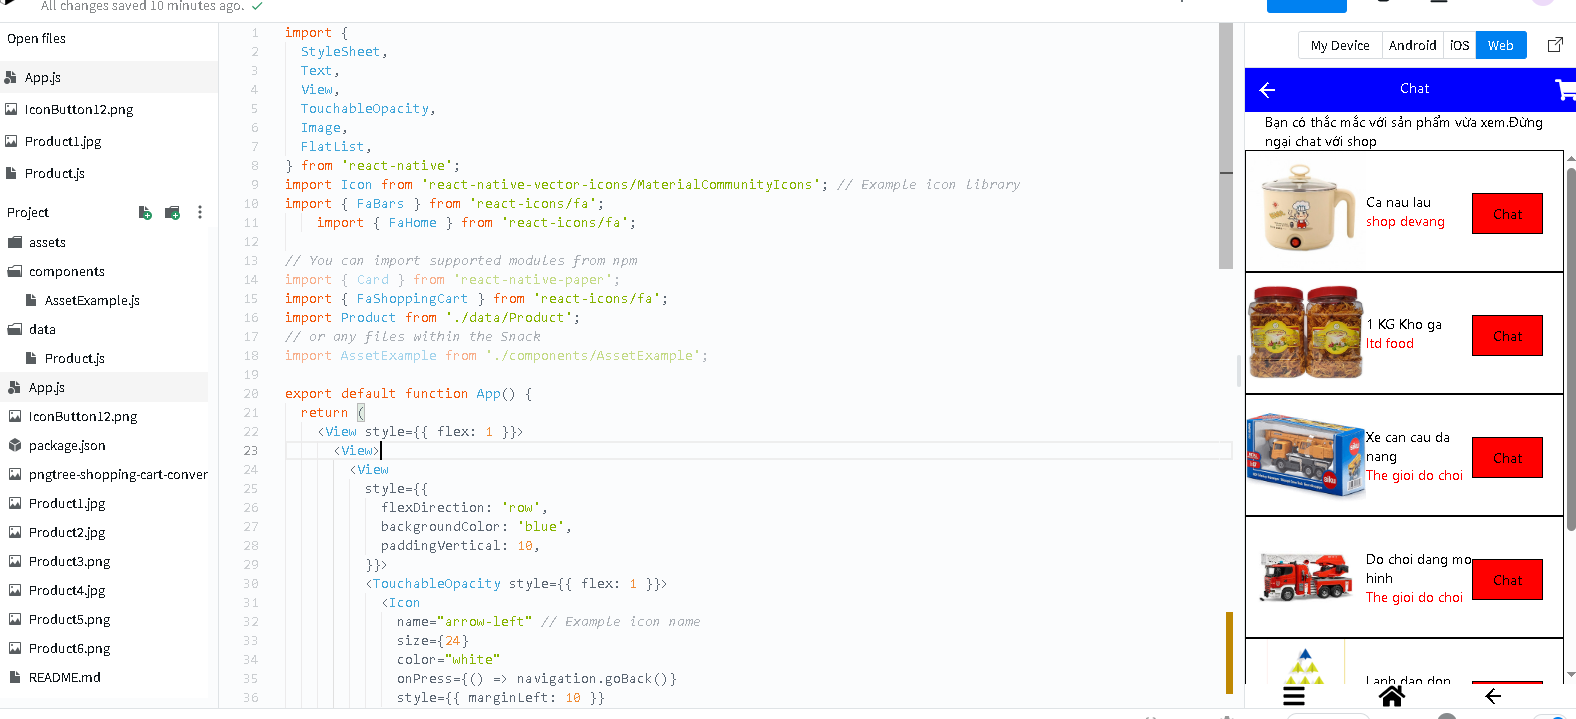 All changes saved 10 minutes ago.
Open files
App.js
IconButton12.png
Product1.jpg
Product.js
Project
assets
components
AssetExample.js
data
Product.js
App.js
IconButton12.png
package.json
pngtree-shopping-cart-conver
Product1.jpg
Product2.jpg
Product3.png
Product4.jpg
Product5.png
Product6.png
README.md
1 import {
2 StyleSheet,
3 Text,
4 View,
5 TouchableOpacity,
6 Image,
7 FlatList,
8 } from 'react-native';
9 import Icon from 'react-native-vector-icons/MaterialCommunityIcons'; // Example icon library
10 import { FaBars } from 'react-icons/fa';
11 import { FaHome } from 'react-icons/fa';
12
13 // You can import supported modules from npm
14 import { Card } from 'react-native-paper';
15 import { FaShoppingCart } from 'react-icons/fa';
16 import Product from './data/Product';
17 // or any files within the Snack
18 import AssetExample from './components/AssetExample';
19
20 export default function App() {
21 return (
22 <View style={{ flex: 1 }}>
23 <View>
24 <View
25 style={{
26 flexDirection: 'row',
27 backgroundColor: 'blue',
28 paddingVertical: 10,
29 }}>
30 <TouchableOpacity style={{ flex: 1 }}>
31 <Icon
32 name="arrow-left" // Example icon name
33 size={24}
34 color="white"
35 onPress={() => navigation.goBack()}
36 style={{ marginLeft: 10 }}
My Device
Android
iOS
Web
Chat
Bạn có thắc mắc với sản phẩm vừa xem.Đừng
ngại chat với shop
Ca nau lau
shop devang
Chat
1 KG Kho ga
ltd food
Chat
Xe can cau da
nang
The gioi do choi
Chat
siku
Do choi dang mo
hinh
The gioi do choi
Chat
Lanh dao don